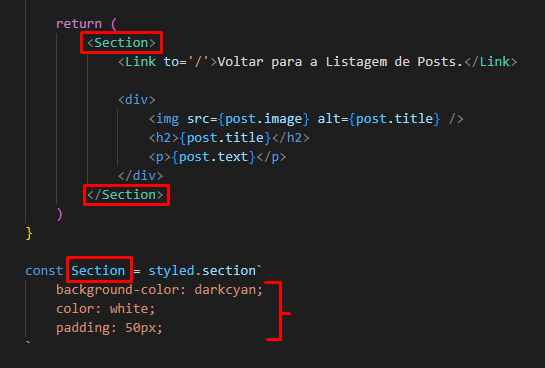 return (
<Section>
<Link to='/'>Voltar para a Listagem de Posts.</Link>
<div>
<img src={post.image} alt={post.title} />
<h2>{post.title}</h2>
<p>{post.text}</p>
</div>
</Section>
)
}
const Section = styled.section`
background-color: darkcyan;
color: white;
padding: 50px;
`